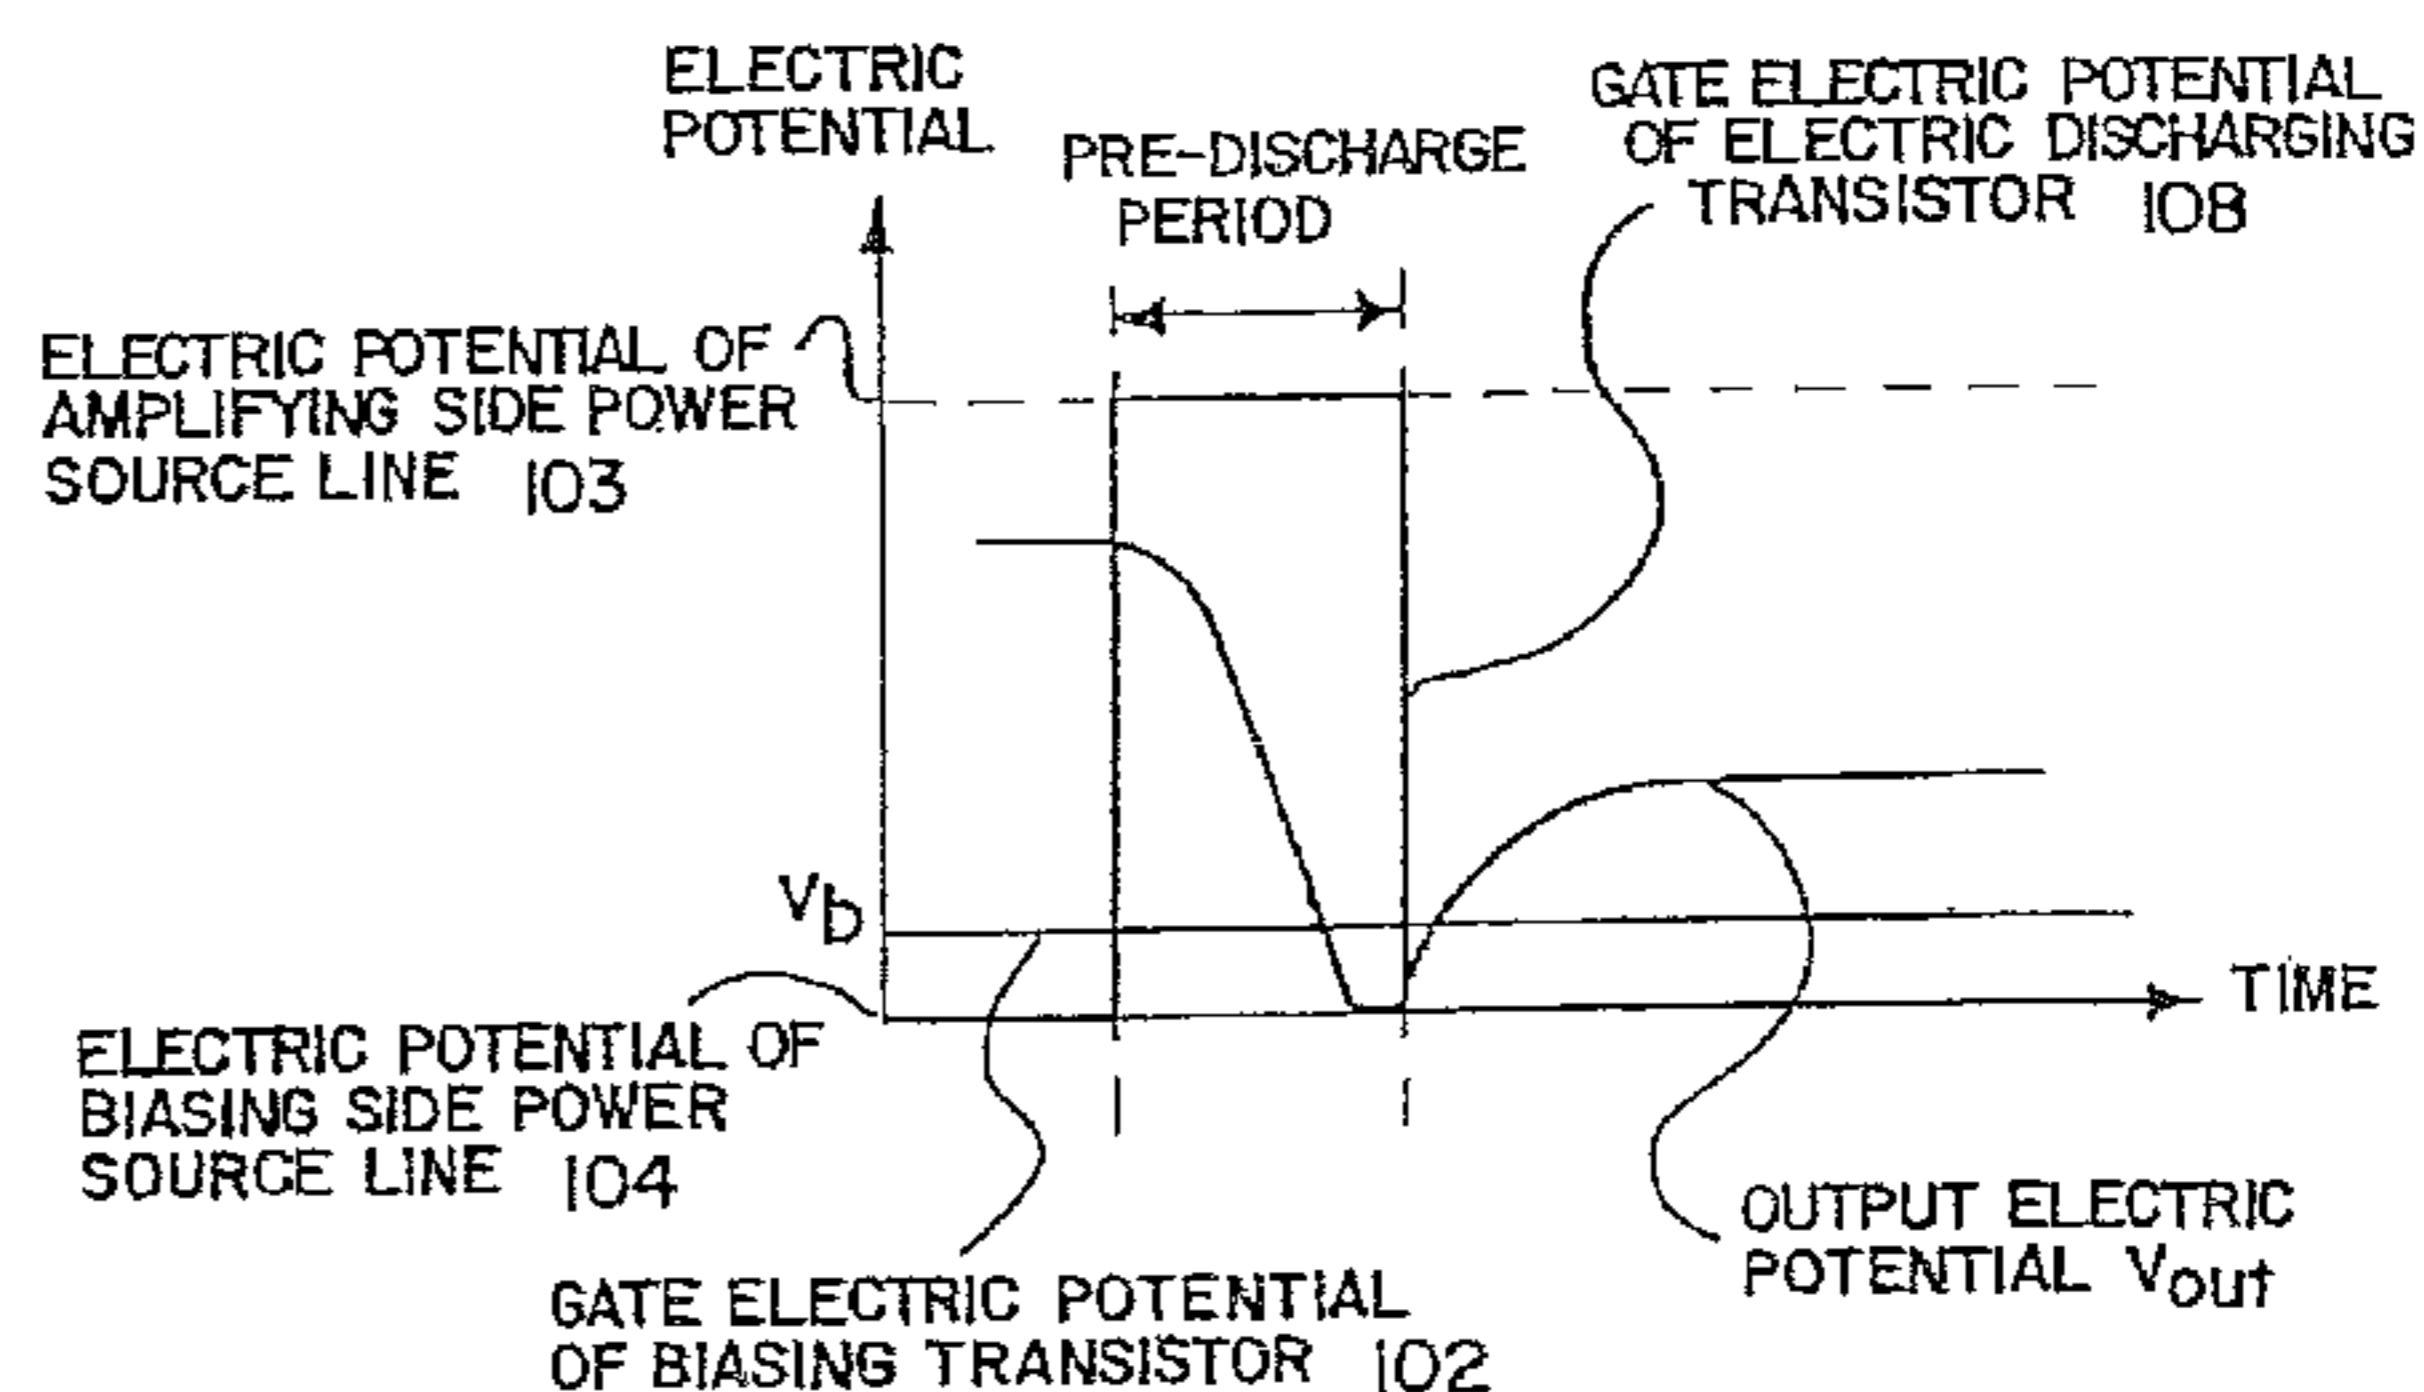 ELECTRIC
POTENTIAL
PRE-DISCHARGE
PERIOD
GATE ELECTRIC POTENTIAL
OF ELECTRIC DISCHARGING
TRANSISTOR 108
ELECTRIC POTENTIAL OF
AMPLIFYING SIDE POWER
SOURCE LINE 103
Vb
TIME
ELECTRIC POTENTIAL OF
BIASING SIDE POWER
SOURCE LINE 104
GATE ELECTRIC POTENTIAL
OF BIASING TRANSISTOR 102
OUTPUT ELECTRIC
POTENTIAL Vout